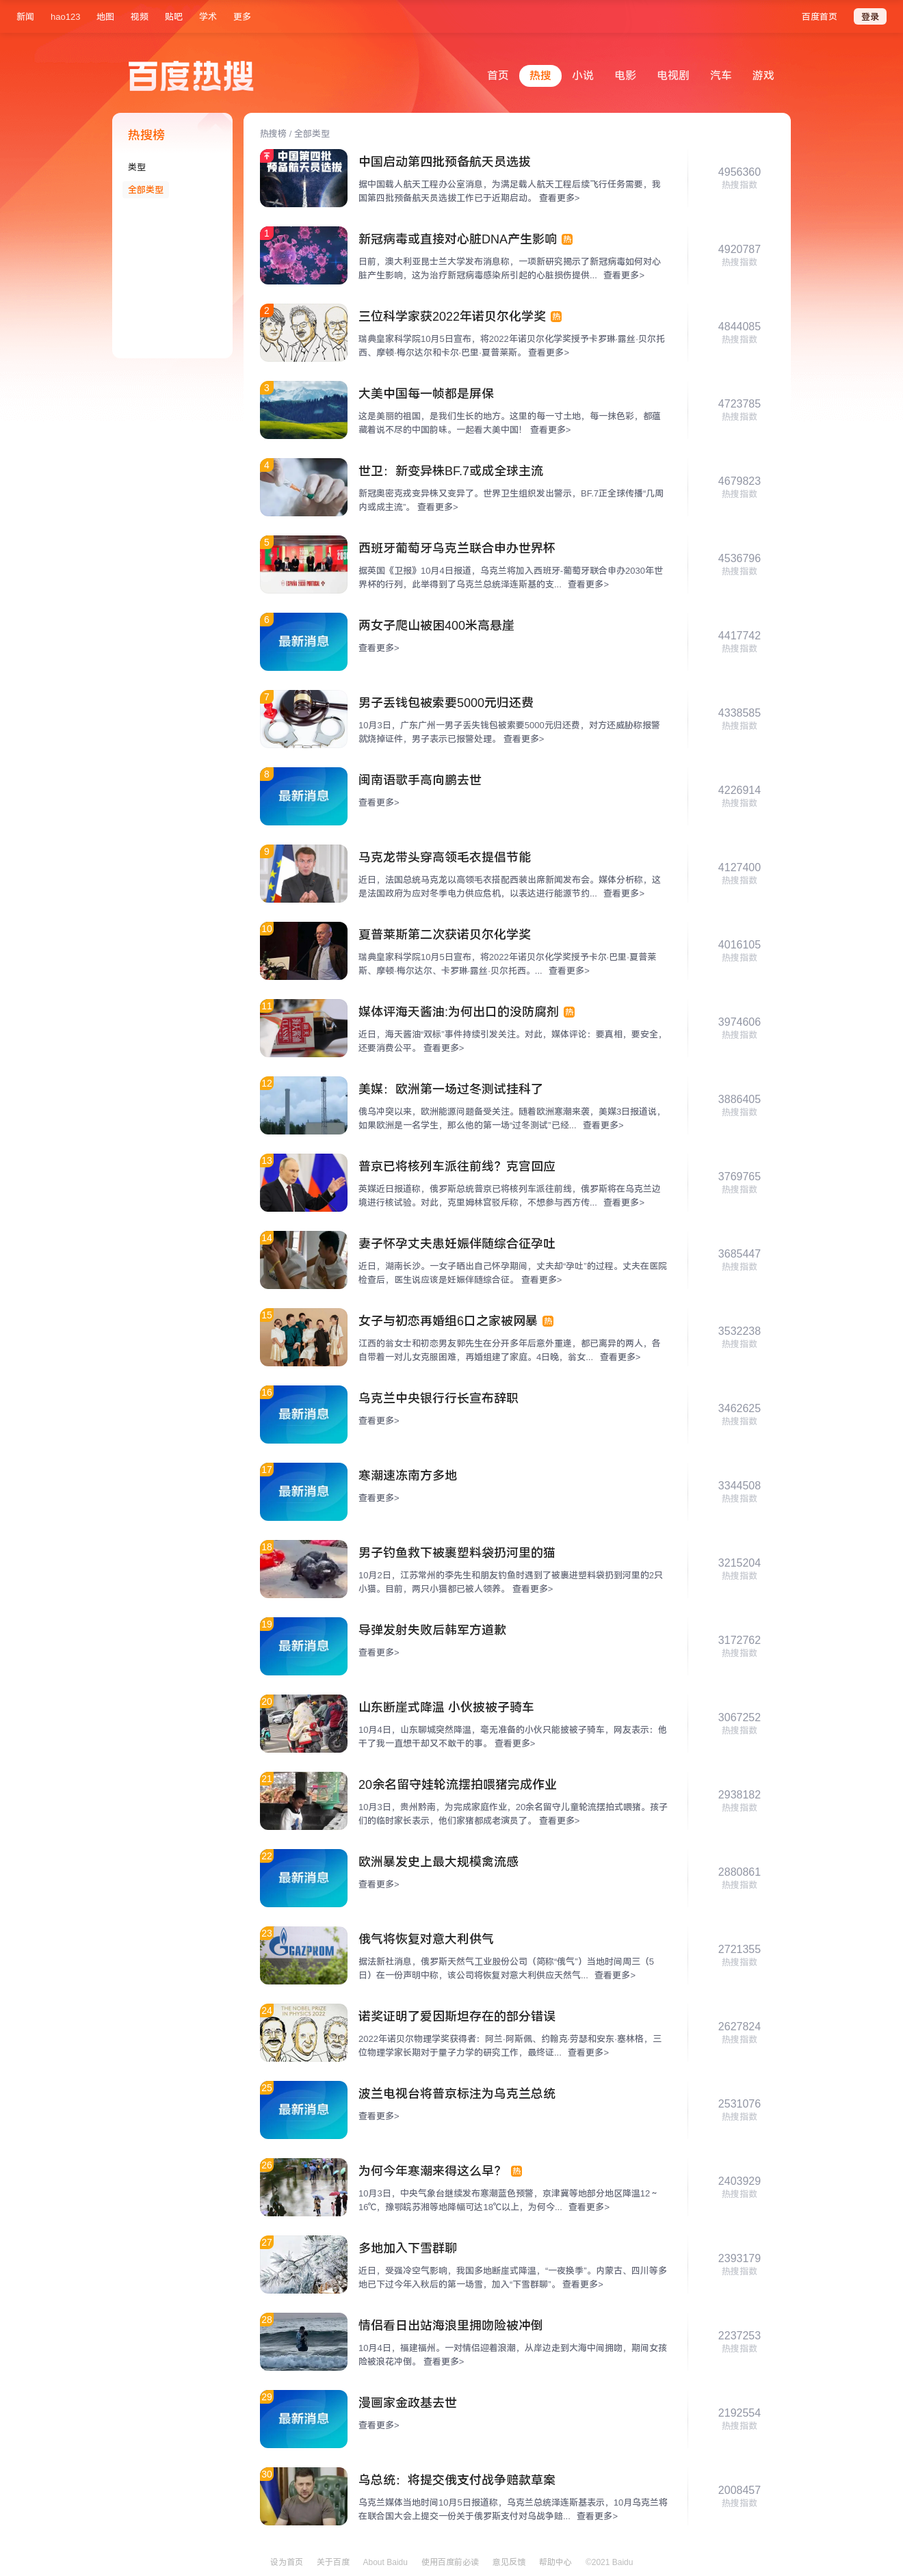 新闻 hao123 地图 视频 贴吧 学术 更多 百度首页 登录
百度热搜
首页 热搜 小说 电影 电视剧 汽车 游戏
热搜榜
类型
全部类型
热搜榜 / 全部类型
中国第四批
预备航天员选拔
中国启动第四批预备航天员选拔
据中国载人航天工程办公室消息，为满足载人航天工程后续飞行任务需要，我
国第四批预备航天员选拔工作已于近期启动。 查看更多>
4956360
热搜指数
1
新冠病毒或直接对心脏DNA产生影响 热
日前，澳大利亚昆士兰大学发布消息称，一项新研究揭示了新冠病毒如何对心
脏产生影响，这为治疗新冠病毒感染所引起的心脏损伤提供... 查看更多>
4920787
热搜指数
2
三位科学家获2022年诺贝尔化学奖 热
瑞典皇家科学院10月5日宣布，将2022年诺贝尔化学奖授予卡罗琳·露丝·贝尔托
西、摩顿·梅尔达尔和卡尔·巴里·夏普莱斯。 查看更多>
4844085
热搜指数
3
大美中国每一帧都是屏保
这是美丽的祖国，是我们生长的地方。这里的每一寸土地，每一抹色彩，都蕴
藏着说不尽的中国韵味。一起看大美中国！ 查看更多>
4723785
热搜指数
4
世卫：新变异株BF.7或成全球主流
新冠奥密克戎变异株又变异了。世界卫生组织发出警示，BF.7正全球传播“几周
内或成主流”。 查看更多>
4679823
热搜指数
5
西班牙葡萄牙乌克兰联合申办世界杯
据英国《卫报》10月4日报道，乌克兰将加入西班牙-葡萄牙联合申办2030年世
界杯的行列，此举得到了乌克兰总统泽连斯基的支... 查看更多>
4536796
热搜指数
6
最新消息
两女子爬山被困400米高悬崖
查看更多>
4417742
热搜指数
7
男子丢钱包被索要5000元归还费
10月3日，广东广州一男子丢失钱包被索要5000元归还费，对方还威胁称报警
就烧掉证件，男子表示已报警处理。 查看更多>
4338585
热搜指数
8
最新消息
闽南语歌手高向鹏去世
查看更多>
4226914
热搜指数
9
马克龙带头穿高领毛衣提倡节能
近日，法国总统马克龙以高领毛衣搭配西装出席新闻发布会。媒体分析称，这
是法国政府为应对冬季电力供应危机，以表达进行能源节约... 查看更多>
4127400
热搜指数
10
夏普莱斯第二次获诺贝尔化学奖
瑞典皇家科学院10月5日宣布，将2022年诺贝尔化学奖授予卡尔·巴里·夏普莱
斯、摩顿·梅尔达尔、卡罗琳·露丝·贝尔托西。... 查看更多>
4016105
热搜指数
11
媒体评海天酱油:为何出口的没防腐剂 热
近日，海天酱油“双标”事件持续引发关注。对此，媒体评论：要真相，要安全，
还要消费公平。 查看更多>
3974606
热搜指数
12
美媒：欧洲第一场过冬测试挂科了
俄乌冲突以来，欧洲能源问题备受关注。随着欧洲寒潮来袭，美媒3日报道说，
如果欧洲是一名学生，那么他的第一场“过冬测试”已经... 查看更多>
3886405
热搜指数
13
普京已将核列车派往前线？克宫回应
英媒近日报道称，俄罗斯总统普京已将核列车派往前线，俄罗斯将在乌克兰边
境进行核试验。对此，克里姆林宫驳斥称，不想参与西方传... 查看更多>
3769765
热搜指数
14
妻子怀孕丈夫患妊娠伴随综合征孕吐
近日，湖南长沙。一女子晒出自己怀孕期间，丈夫却“孕吐”的过程。丈夫在医院
检查后，医生说应该是妊娠伴随综合征。 查看更多>
3685447
热搜指数
15
女子与初恋再婚组6口之家被网暴 热
江西的翁女士和初恋男友郭先生在分开多年后意外重逢，都已离异的两人，各
自带着一对儿女克服困难，再婚组建了家庭。4日晚，翁女... 查看更多>
3532238
热搜指数
16
最新消息
乌克兰中央银行行长宣布辞职
查看更多>
3462625
热搜指数
17
最新消息
寒潮速冻南方多地
查看更多>
3344508
热搜指数
18
男子钓鱼救下被裹塑料袋扔河里的猫
10月2日，江苏常州的李先生和朋友钓鱼时遇到了被裹进塑料袋扔到河里的2只
小猫。目前，两只小猫都已被人领养。 查看更多>
3215204
热搜指数
19
最新消息
导弹发射失败后韩军方道歉
查看更多>
3172762
热搜指数
20
山东断崖式降温 小伙披被子骑车
10月4日，山东聊城突然降温，毫无准备的小伙只能披被子骑车，网友表示：他
干了我一直想干却又不敢干的事。 查看更多>
3067252
热搜指数
21
20余名留守娃轮流摆拍喂猪完成作业
10月3日，贵州黔南，为完成家庭作业，20余名留守儿童轮流摆拍式喂猪。孩子
们的临时家长表示，他们家猪都成老演员了。 查看更多>
2938182
热搜指数
22
最新消息
欧洲暴发史上最大规模禽流感
查看更多>
2880861
热搜指数
23
GAZPROM
俄气将恢复对意大利供气
据法新社消息，俄罗斯天然气工业股份公司（简称“俄气”）当地时间周三（5
日）在一份声明中称，该公司将恢复对意大利供应天然气... 查看更多>
2721355
热搜指数
24
THE NOBEL PRIZE
IN PHYSICS 2022
诺奖证明了爱因斯坦存在的部分错误
2022年诺贝尔物理学奖获得者：阿兰·阿斯佩、约翰克·劳瑟和安东·塞林格，三
位物理学家长期对于量子力学的研究工作，最终证... 查看更多>
2627824
热搜指数
25
最新消息
波兰电视台将普京标注为乌克兰总统
查看更多>
2531076
热搜指数
26
为何今年寒潮来得这么早？ 热
10月3日，中央气象台继续发布寒潮蓝色预警，京津冀等地部分地区降温12～
16℃，豫鄂皖苏湘等地降幅可达18℃以上，为何今... 查看更多>
2403929
热搜指数
27
多地加入下雪群聊
近日，受强冷空气影响，我国多地断崖式降温，“一夜换季”。内蒙古、四川等多
地已下过今年入秋后的第一场雪，加入“下雪群聊”。 查看更多>
2393179
热搜指数
28
情侣看日出站海浪里拥吻险被冲倒
10月4日，福建福州。一对情侣迎着浪潮，从岸边走到大海中间拥吻，期间女孩
险被浪花冲倒。 查看更多>
2237253
热搜指数
29
最新消息
漫画家金政基去世
查看更多>
2192554
热搜指数
30
乌总统：将提交俄支付战争赔款草案
乌克兰媒体当地时间10月5日报道称，乌克兰总统泽连斯基表示，10月乌克兰将
在联合国大会上提交一份关于俄罗斯支付对乌战争赔... 查看更多>
2008457
热搜指数
设为首页 关于百度 About Baidu 使用百度前必读 意见反馈 帮助中心 ©2021 Baidu